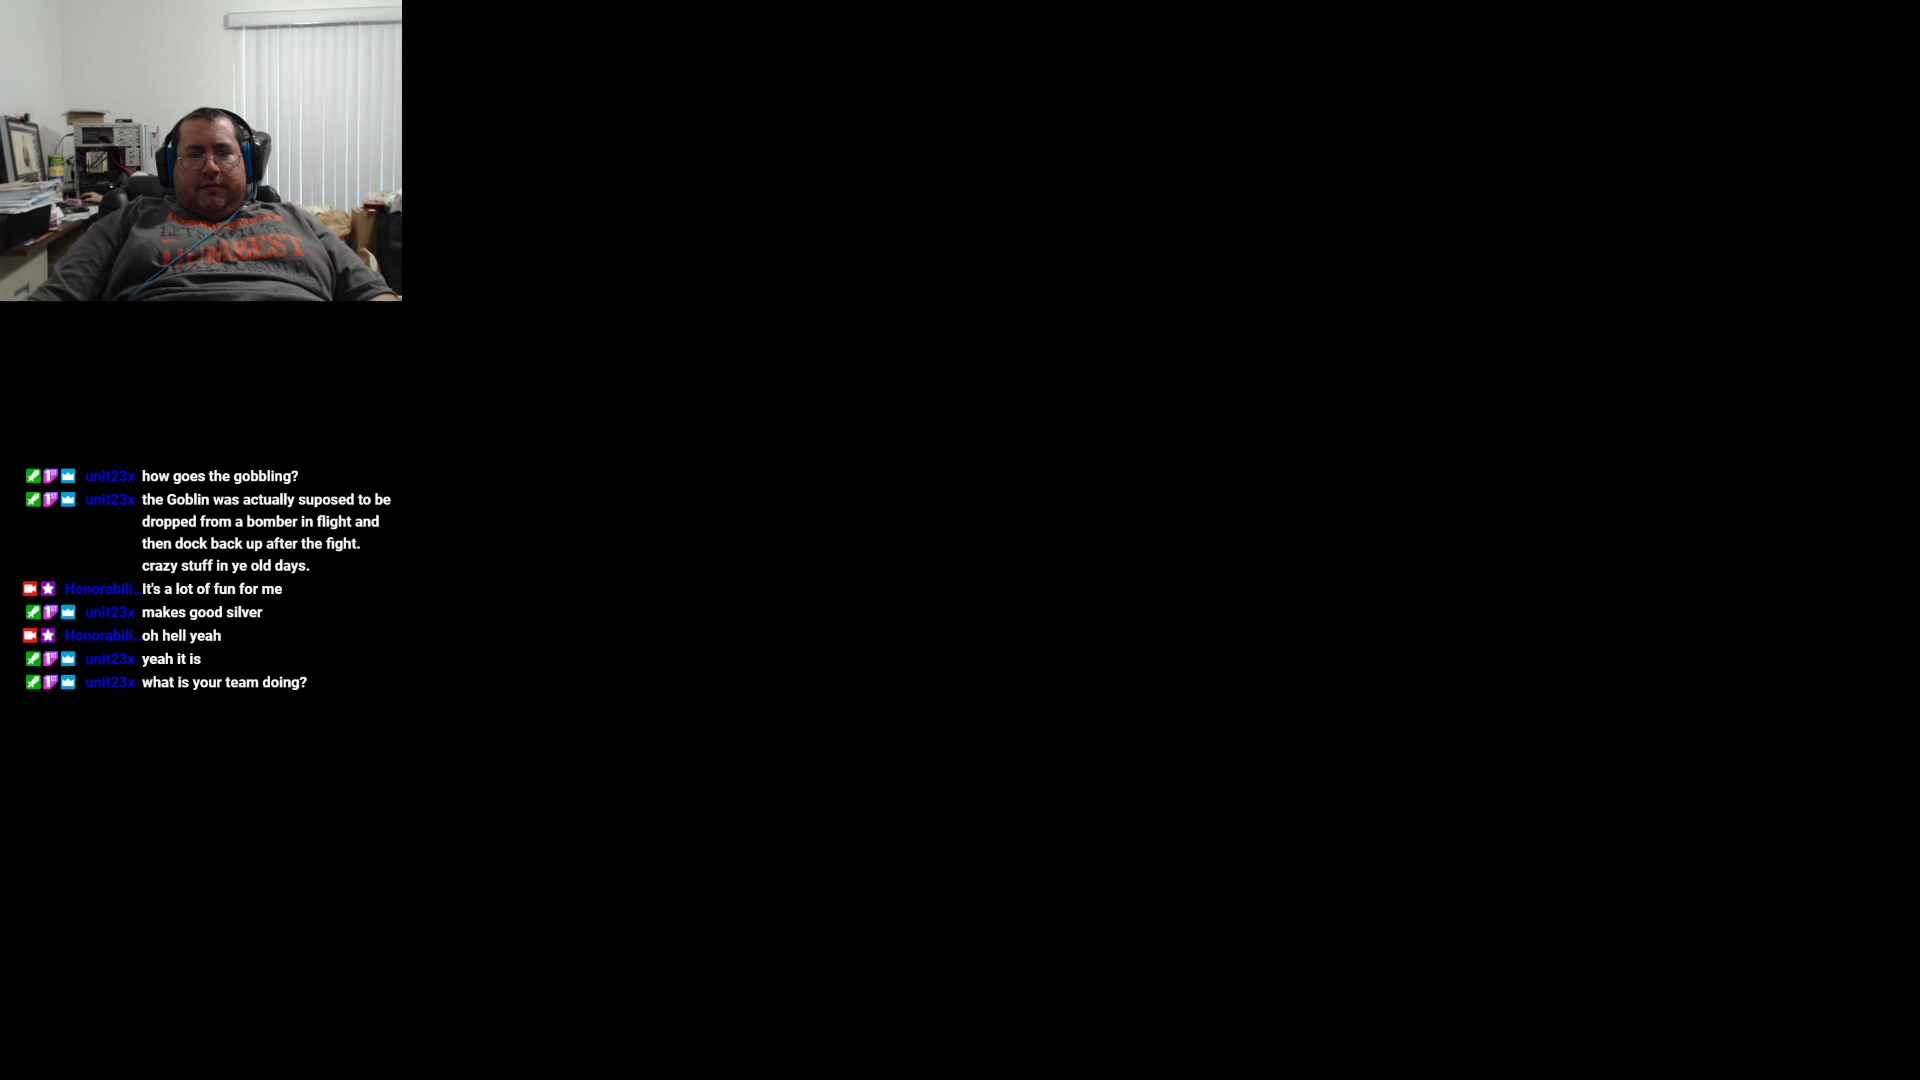 LET'S
DUMBEST
unit23x how goes the gobbling?
unit23x the Goblin was actually suposed to be
dropped from a bomber in flight and
then dock back up after the fight.
crazy stuff in ye old days.
Honorabili... It's a lot of fun for me
unit23x makes good silver
Honorabili... oh hell yeah
unit23x yeah it is
unit23x what is your team doing?